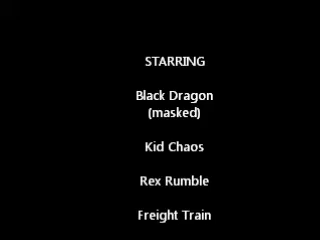 STARRING
Black Dragon
(masked)
Kid Chaos
Rex Rumble
Freight Train